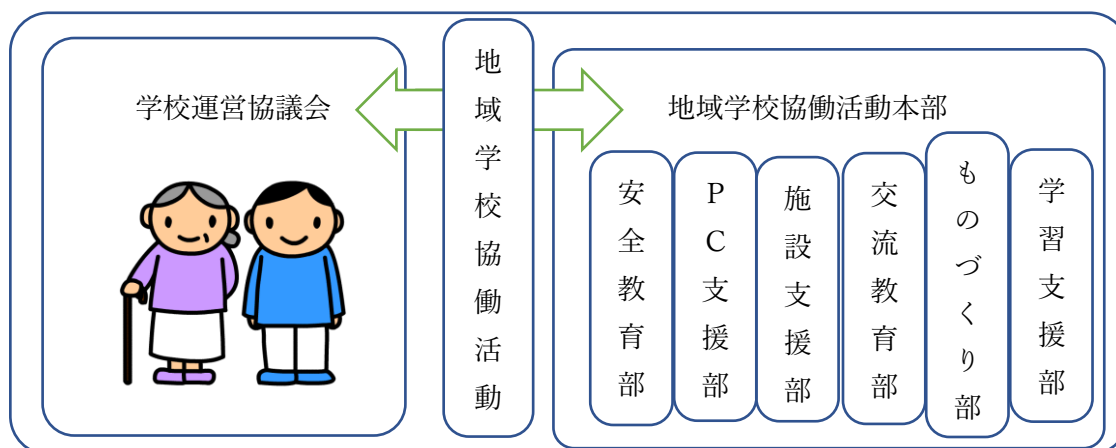 学校運営協議会
地域学校協働活動
地域学校協働活動本部
安全教育部
PC支援部
施設支援部
交流教育部
ものづくり部
学習支援部